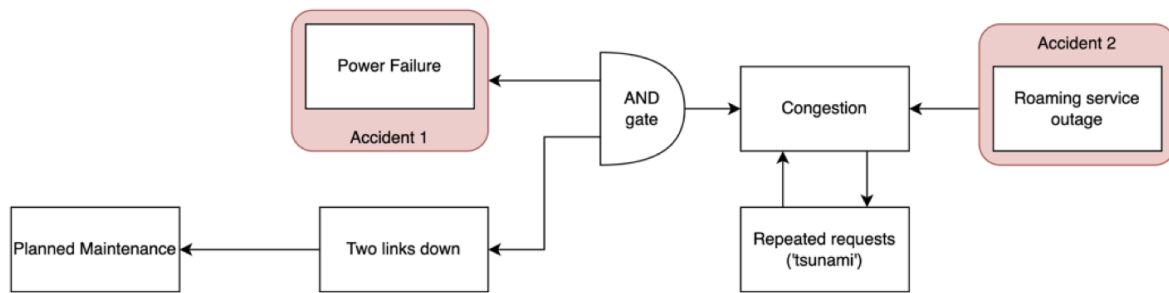 Power Failure
Accident 1
AND
gate
Congestion
Accident 2
Roaming service
outage
Planned Maintenance
Two links down
Repeated requests
('tsunami')